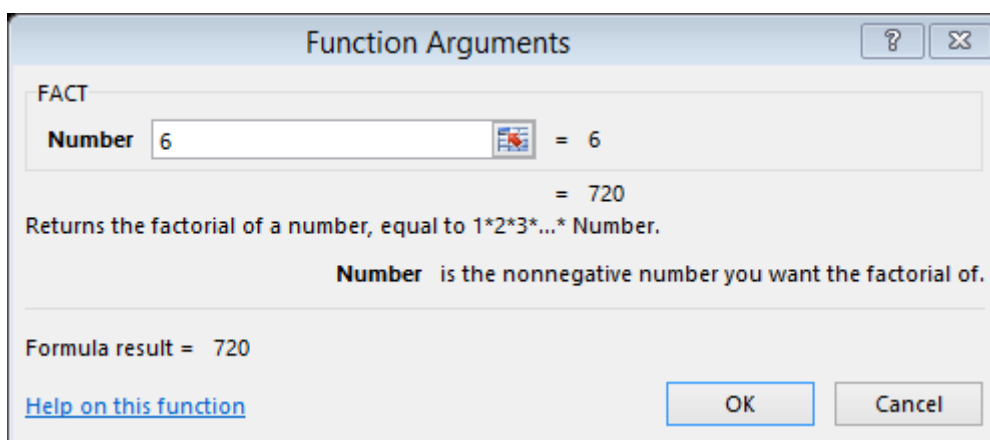 Function Arguments
FACT
Number 6 = 6
= 720
Returns the factorial of a number, equal to 1*2*3*...* Number.
Number is the nonnegative number you want the factorial of.
Formula result = 720
Help on this function OK Cancel